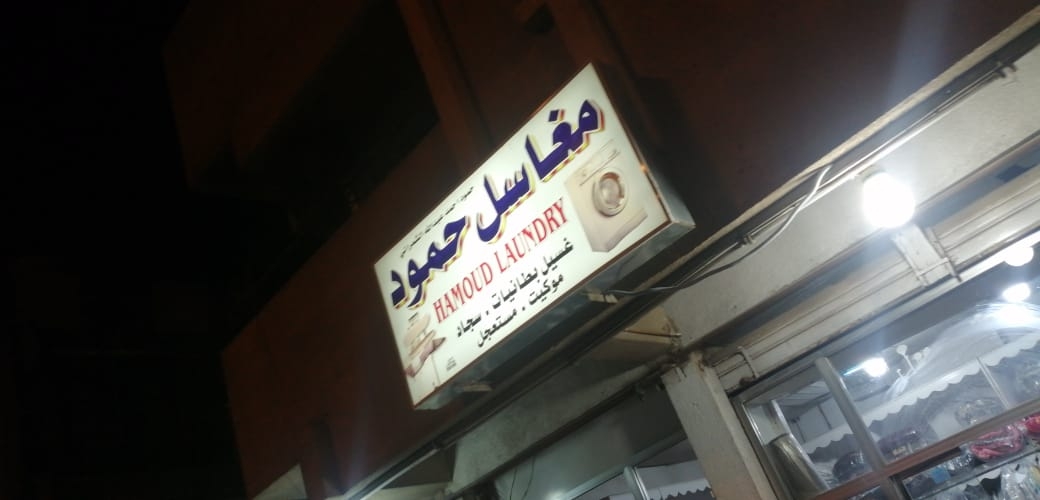 مغاسل حمود
HAMOUD LAUNDRY
غسيل بطانيات . سجاد
موكيت . مستعجل